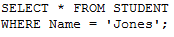 SELECT * FROM STUDENT
WHERE Name = 'Jones';